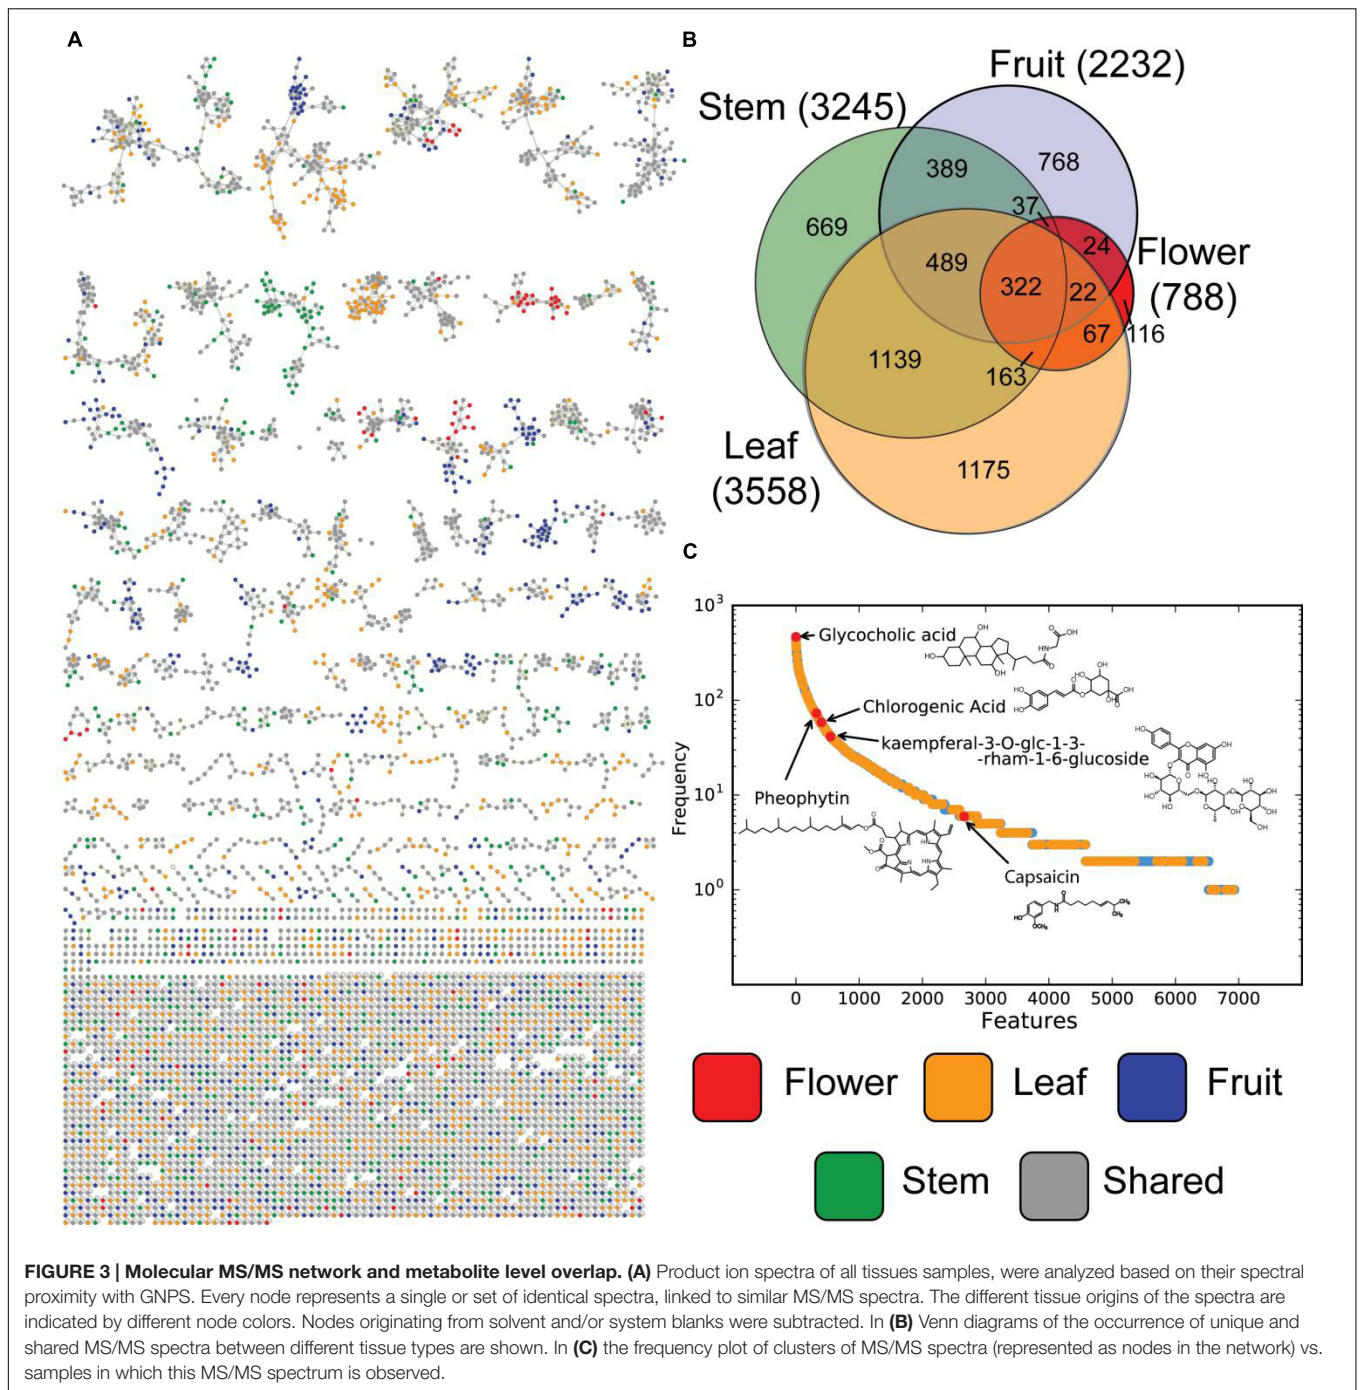 A
B
Fruit (2232)
Stem (3245)
389
768
37
669
24
Flower
(788)
489
322
22
67
116
1139
163
Leaf
(3558)
1175
C
10³
10²
10¹
10⁰
Frequency
Glycocholic acid
Chlorogenic Acid
kaempferal-3-O-glc-1-3-
-rham-1-6-glucoside
Pheophytin
Capsaicin
0 1000 2000 3000 4000 5000 6000 7000
Features
Flower Leaf Fruit
Stem Shared
FIGURE 3 | Molecular MS/MS network and metabolite level overlap. (A) Product ion spectra of all tissues samples, were analyzed based on their spectral
proximity with GNPS. Every node represents a single or set of identical spectra, linked to similar MS/MS spectra. The different tissue origins of the spectra are
indicated by different node colors. Nodes originating from solvent and/or system blanks were subtracted. In (B) Venn diagrams of the occurrence of unique and
shared MS/MS spectra between different tissue types are shown. In (C) the frequency plot of clusters of MS/MS spectra (represented as nodes in the network) vs.
samples in which this MS/MS spectrum is observed.